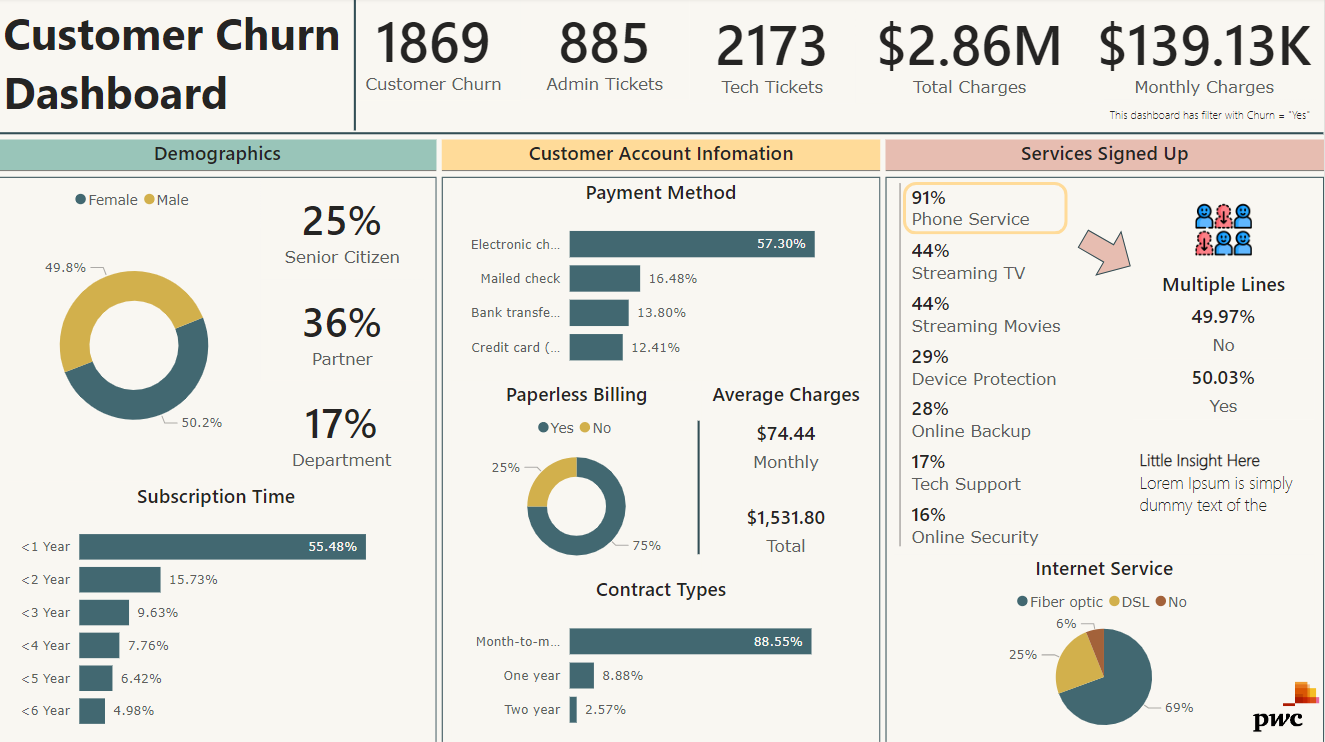 Customer Churn
Dashboard
1869
Customer Churn
885
Admin Tickets
2173
Tech Tickets
$2.86M
Total Charges
$139.13K
Monthly Charges
This dashboard has filter with Churn = "Yes"
Demographics
Female Male
49.8%
50.2%
25%
Senior Citizen
36%
Partner
17%
Department
Subscription Time
<1 Year 55.48%
<2 Year 15.73%
<3 Year 9.63%
<4 Year 7.76%
<5 Year 6.42%
<6 Year 4.98%
Customer Account Infomation
Payment Method
Electronic ch... 57.30%
Mailed check 16.48%
Bank transfe... 13.80%
Credit card (... 12.41%
Paperless Billing
Yes No
25%
75%
Average Charges
$74.44
Monthly
$1,531.80
Total
Contract Types
Month-to-m... 88.55%
One year 8.88%
Two year 2.57%
Services Signed Up
91%
Phone Service
44%
Streaming TV
44%
Streaming Movies
29%
Device Protection
28%
Online Backup
17%
Tech Support
16%
Online Security
Multiple Lines
49.97%
No
50.03%
Yes
Little Insight Here
Lorem Ipsum is simply
dummy text of the
Internet Service
Fiber optic DSL No
6%
25%
69%
pwc